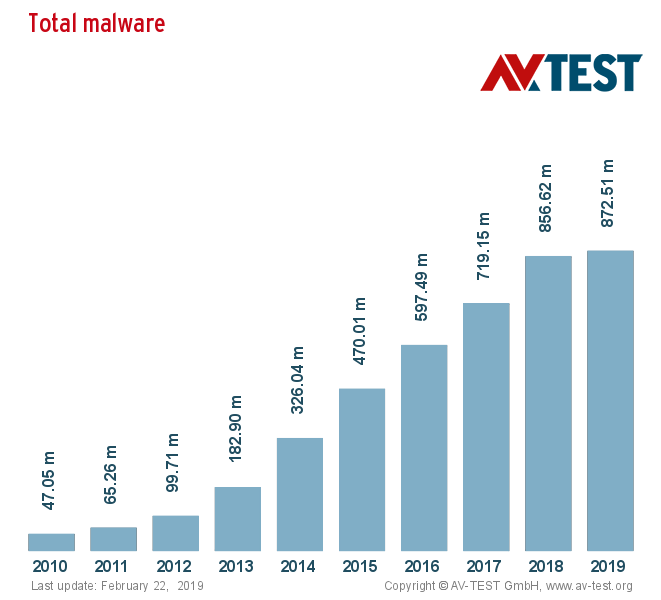 Total malware
AV TEST
47.05 m
65.26 m
99.71 m
182.90 m
326.04 m
470.01 m
597.49 m
719.15 m
856.62 m
872.51 m
2010 2011 2012 2013 2014 2015 2016 2017 2018 2019
Last update: February 22, 2019
Copyright © AV-TEST GmbH, www.av-test.org